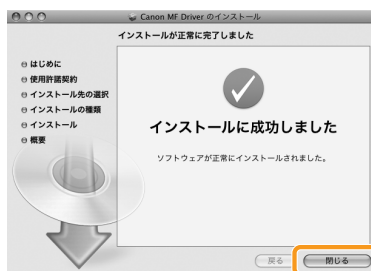 Canon MF Driver のインストール
インストールが正常に完了しました
はじめに
使用許諾契約
インストール先の選択
インストールの種類
インストール
概要
インストールに成功しました
ソフトウェアが正常にインストールされました。
戻る
閉じる